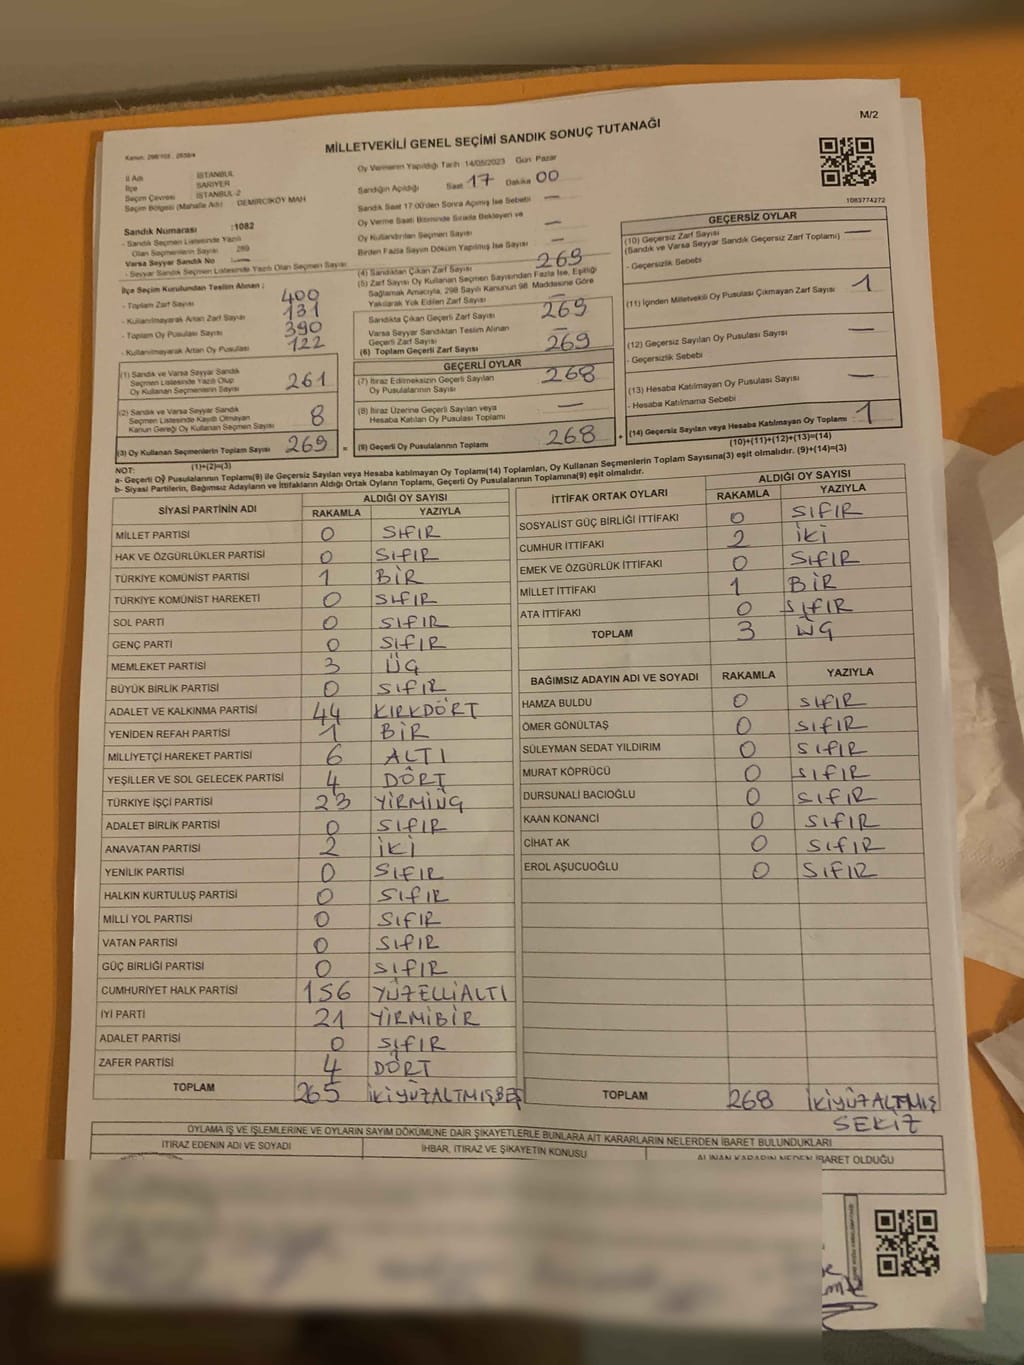 M/2
MİLLETVEKİLİ GENEL SEÇİMİ SANDIK SONUÇ TUTANAĞI
1083774272
İl Adı İSTANBUL
İlçe SARIYER
Seçim Çevresi İSTANBUL-2
Seçim Bölgesi (Mahalle Adı) DEMİRCİKÖY MAH
Sandık Numarası :1082
- Sandık Seçmen Listesinde Yazılı
Olan Seçmenlerin Sayısı 269
Varsa Seyyar Sandık No —
- Seyyar Sandık Seçmen Listesinde Yazılı Olan Seçmen Sayısı
İlçe Seçim Kurulundan Teslim Alınan :
- Toplam Zarf Sayısı 400
- Kullanılmayarak Artan Zarf Sayısı 131
- Toplam Oy Pusulası Sayısı 390
- Kullanılmayarak Artan Oy Pusulası 122
(1) Sandık ve Varsa Seyyar Sandık
Seçmen Listesinde Yazılı Olup
Oy Kullanan Seçmenlerin Sayısı 261
(2) Sandık ve Varsa Seyyar Sandık
Seçmen Listesinde Kayıtlı Olmayan
Kanun Gereği Oy Kullanan Seçmen Sayısı 8
(3) Oy Kullanan Seçmenlerin Toplam Sayısı 269 =
(1)+(2)=(3)
Oy Vermenin Yapıldığı Tarih 14/05/2023 Gün Pazar
Sandığın Açıldığı Saat 17 Dakika 00
Sandık Saat 17:00'den Sonra Açılmış İse Sebebi —
Oy Verme Saati Bitiminde Sırada Bekleyen ve
Oy Kullandırılan Seçmen Sayısı —
Birden Fazla Sayım Döküm Yapılmış İse Sayısı —
(4) Sandıktan Çıkan Zarf Sayısı 269
(5) Zarf Sayısı Oy Kullanan Seçmen Sayısından Fazla İse, Eşitliği
Sağlamak Amacıyla, 298 Sayılı Kanunun 98. Maddesine Göre
Yakılarak Yok Edilen Zarf Sayısı —
Sandıkta Çıkan Geçerli Zarf Sayısı 269
Varsa Seyyar Sandıktan Teslim Alınan
Geçerli Zarf Sayısı —
(6) Toplam Geçerli Zarf Sayısı 269
GEÇERLİ OYLAR
(7) İtiraz Edilmeksizin Geçerli Sayılan
Oy Pusulalarının Sayısı 268
(8) İtiraz Üzerine Geçerli Sayılan veya
Hesaba Katılan Oy Pusulası Toplamı —
(9) Geçerli Oy Pusulalarının Toplamı 268 +
GEÇERSİZ OYLAR
(10) Geçersiz Zarf Sayısı —
(Sandık ve Varsa Seyyar Sandık Geçersiz Zarf Toplamı)
- Geçersizlik Sebebi
(11) İçinden Milletvekili Oy Pusulası Çıkmayan Zarf Sayısı 1
(12) Geçersiz Sayılan Oy Pusulası Sayısı —
- Geçersizlik Sebebi
(13) Hesaba Katılmayan Oy Pusulası Sayısı —
- Hesaba Katılmama Sebebi
(14) Geçersiz Sayılan veya Hesaba Katılmayan Oy Toplamı 1
(10)+(11)+(12)+(13)=(14)
NOT:
a- Geçerli Oy Pusulalarının Toplamı(9) ile Geçersiz Sayılan veya Hesaba katılmayan Oy Toplamı(14) Toplamları, Oy Kullanan Seçmenlerin Toplam Sayısına(3) eşit olmalıdır. (9)+(14)=(3)
b- Siyasi Partilerin, Bağımsız Adayların ve İttifakların Aldığı Ortak Oyların Toplamı, Geçerli Oy Pusulalarının Toplamına(9) eşit olmalıdır.
SİYASİ PARTİNİN ADI ALDIĞI OY SAYISI
RAKAMLA YAZIYLA
MİLLET PARTİSİ 0 SIFIR
HAK VE ÖZGÜRLÜKLER PARTİSİ 0 SIFIR
TÜRKİYE KOMÜNİST PARTİSİ 1 BİR
TÜRKİYE KOMÜNİST HAREKETİ 0 SIFIR
SOL PARTİ 0 SIFIR
GENÇ PARTİ 0 SIFIR
MEMLEKET PARTİSİ 3 ÜÇ
BÜYÜK BİRLİK PARTİSİ 0 SIFIR
ADALET VE KALKINMA PARTİSİ 44 KIRKDÖRT
YENİDEN REFAH PARTİSİ 1 BİR
MİLLİYETÇİ HAREKET PARTİSİ 6 ALTI
YEŞİLLER VE SOL GELECEK PARTİSİ 4 DÖRT
TÜRKİYE İŞÇİ PARTİSİ 23 YİRMİÜÇ
ADALET BİRLİK PARTİSİ 0 SIFIR
ANAVATAN PARTİSİ 2 İKİ
YENİLİK PARTİSİ 0 SIFIR
HALKIN KURTULUŞ PARTİSİ 0 SIFIR
MİLLİ YOL PARTİSİ 0 SIFIR
VATAN PARTİSİ 0 SIFIR
GÜÇ BİRLİĞİ PARTİSİ 0 SIFIR
CUMHURİYET HALK PARTİSİ 156 YÜZELLİALTI
İYİ PARTİ 21 YİRMİBİR
ADALET PARTİSİ 0 SIFIR
ZAFER PARTİSİ 4 DÖRT
TOPLAM 265 İKİYÜZALTMIŞBEŞ
İTTİFAK ORTAK OYLARI ALDIĞI OY SAYISI
RAKAMLA YAZIYLA
SOSYALİST GÜÇ BİRLİĞİ İTTİFAKI 0 SIFIR
CUMHUR İTTİFAKI 2 İKİ
EMEK VE ÖZGÜRLÜK İTTİFAKI 0 SIFIR
MİLLET İTTİFAKI 1 BİR
ATA İTTİFAKI 0 SIFIR
TOPLAM 3 ÜÇ
BAĞIMSIZ ADAYIN ADI VE SOYADI RAKAMLA YAZIYLA
HAMZA BULDU 0 SIFIR
ÖMER GÖNÜLTAŞ 0 SIFIR
SÜLEYMAN SEDAT YILDIRIM 0 SIFIR
MURAT KÖPRÜCÜ 0 SIFIR
DURSUNALİ BACIOĞLU 0 SIFIR
KAAN KONANCİ 0 SIFIR
CİHAT AK 0 SIFIR
EROL AŞUCUOĞLU 0 SIFIR
TOPLAM 268 İKİYÜZALTMIŞ
SEKİZ
OYLAMA İŞ VE İŞLEMLERİNE VE OYLARIN SAYIM DÖKÜMÜNE DAİR ŞİKAYETLERLE BUNLARA AİT KARARLARIN NELERDEN İBARET BULUNDUKLARI
İTİRAZ EDENİN ADI VE SOYADI İHBAR, İTİRAZ VE ŞİKAYETİN KONUSU ALINAN KARARIN NEDEN İBARET OLDUĞU